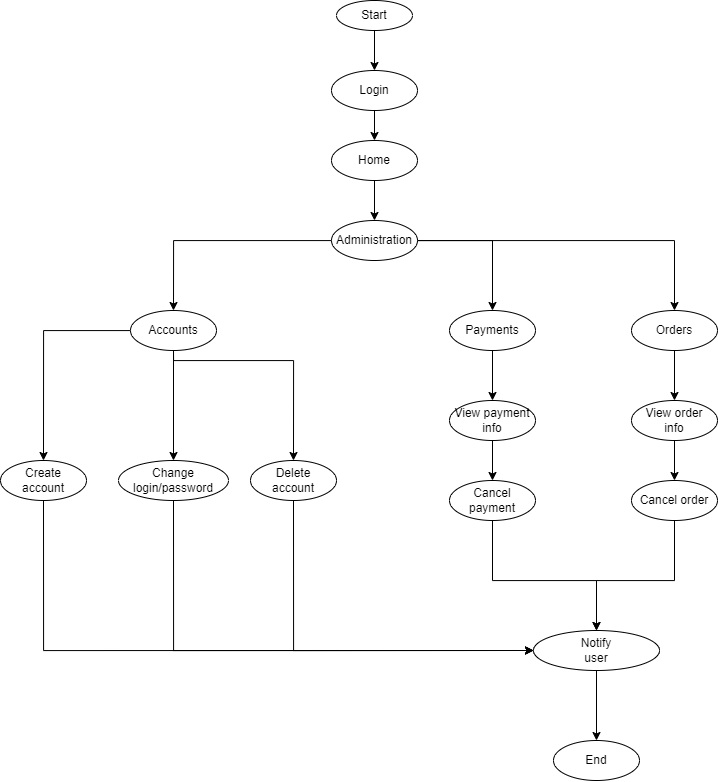 Start
Login
Home
Administration
Accounts
Payments
Orders
View payment
info
View order
info
Create
account
Change
login/password
Delete
account
Cancel
payment
Cancel order
Notify
user
End